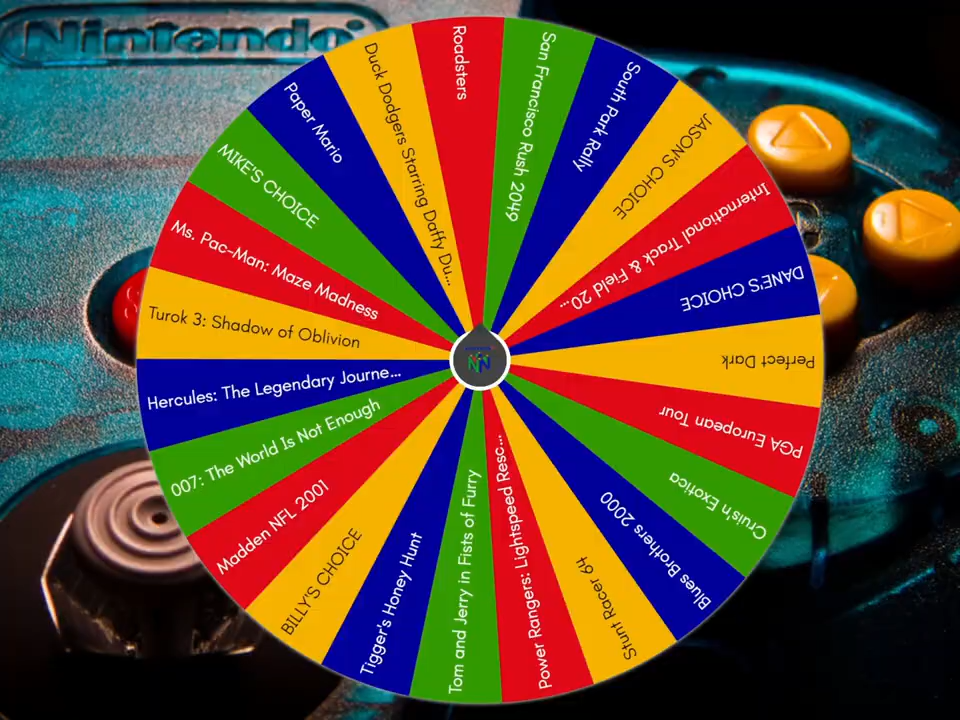 Nintendo
Roadsters
San Francisco Rush 2049
South Park Rally
JASON'S CHOICE
International Track & Field 20...
DANE'S CHOICE
Perfect Dark
PGA European Tour
Cruis'n Exotica
Blues Brothers 2000
Stunt Racer 64
Power Rangers: Lightspeed Resc...
Tom and Jerry in Fists of Furry
Tigger's Honey Hunt
BILLY'S CHOICE
Madden NFL 2001
007: The World Is Not Enough
Hercules: The Legendary Journe...
Turok 3: Shadow of Oblivion
Ms. Pac-Man: Maze Madness
MIKE'S CHOICE
Paper Mario
Duck Dodgers Starring Daffy Du...